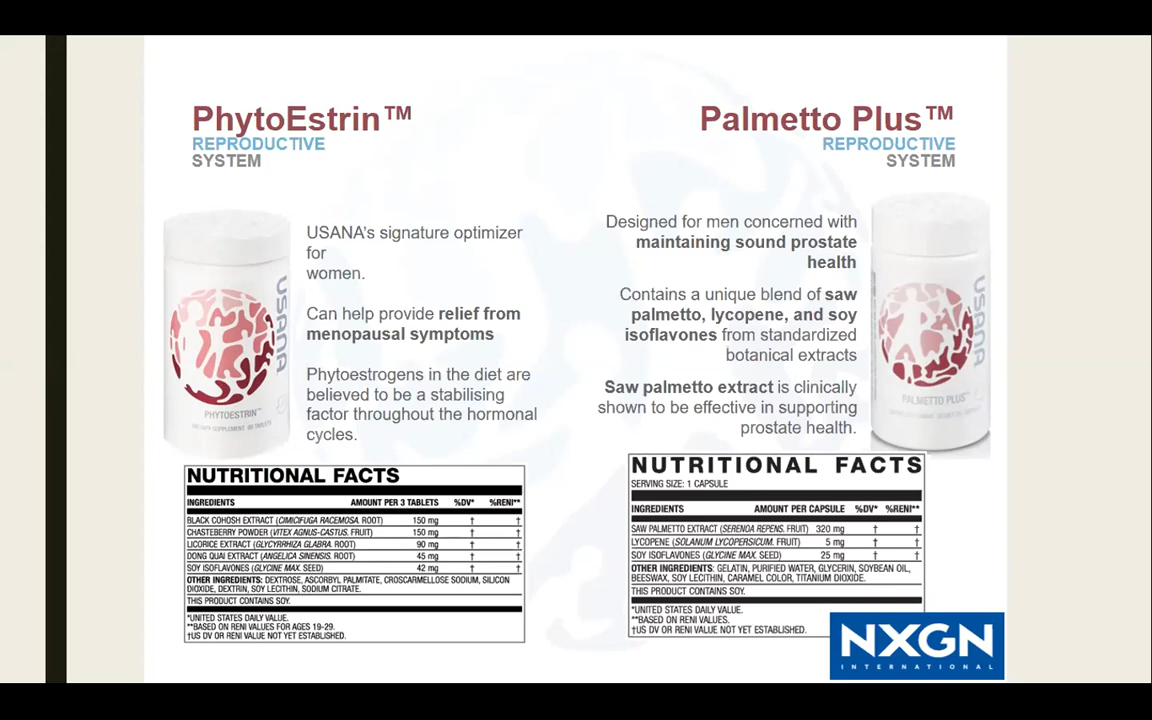 PhytoEstrin™
REPRODUCTIVE
SYSTEM
USANA's signature optimizer
for
women.
Can help provide relief from
menopausal symptoms
Phytoestrogens in the diet are
believed to be a stabilising
factor throughout the hormonal
cycles.
USANA
PHYTOESTRIN™
NUTRITIONAL FACTS
INGREDIENTS AMOUNT PER 3 TABLETS %DV* %RENI**
BLACK COHOSH EXTRACT (CIMICIFUGA RACEMOSA. ROOT) 150 mg † †
CHASTEBERRY POWDER (VITEX AGNUS-CASTUS. FRUIT) 150 mg † †
LICORICE EXTRACT (GLYCYRRHIZA GLABRA. ROOT) 90 mg † †
DONG QUAI EXTRACT (ANGELICA SINENSIS. ROOT) 45 mg † †
SOY ISOFLAVONES (GLYCINE MAX. SEED) 42 mg † †
OTHER INGREDIENTS: DEXTROSE, ASCORBYL PALMITATE, CROSCARMELLOSE SODIUM, SILICON
DIOXIDE, DEXTRIN, SOY LECITHIN, SODIUM CITRATE.
THIS PRODUCT CONTAINS SOY.
*UNITED STATES DAILY VALUE.
**BASED ON RENI VALUES FOR AGES 19-29.
†US DV OR RENI VALUE NOT YET ESTABLISHED.
Palmetto Plus™
REPRODUCTIVE
SYSTEM
Designed for men concerned with
maintaining sound prostate
health
Contains a unique blend of saw
palmetto, lycopene, and soy
isoflavones from standardized
botanical extracts
Saw palmetto extract is clinically
shown to be effective in supporting
prostate health.
USANA
PALMETTO PLUS™
NUTRITIONAL FACTS
SERVING SIZE: 1 CAPSULE
INGREDIENTS AMOUNT PER CAPSULE %DV* %RENI**
SAW PALMETTO EXTRACT (SERENOA REPENS. FRUIT) 320 mg † †
LYCOPENE (SOLANUM LYCOPERSICUM. FRUIT) 5 mg † †
SOY ISOFLAVONES (GLYCINE MAX. SEED) 25 mg † †
OTHER INGREDIENTS: GELATIN, PURIFIED WATER, GLYCERIN, SOYBEAN OIL,
BEESWAX, SOY LECITHIN, CARAMEL COLOR, TITANIUM DIOXIDE.
THIS PRODUCT CONTAINS SOY.
*UNITED STATES DAILY VALUE.
**BASED ON RENI VALUES.
†US DV OR RENI VALUE NOT YET ESTABLISHED.
NXGN
INTERNATIONAL